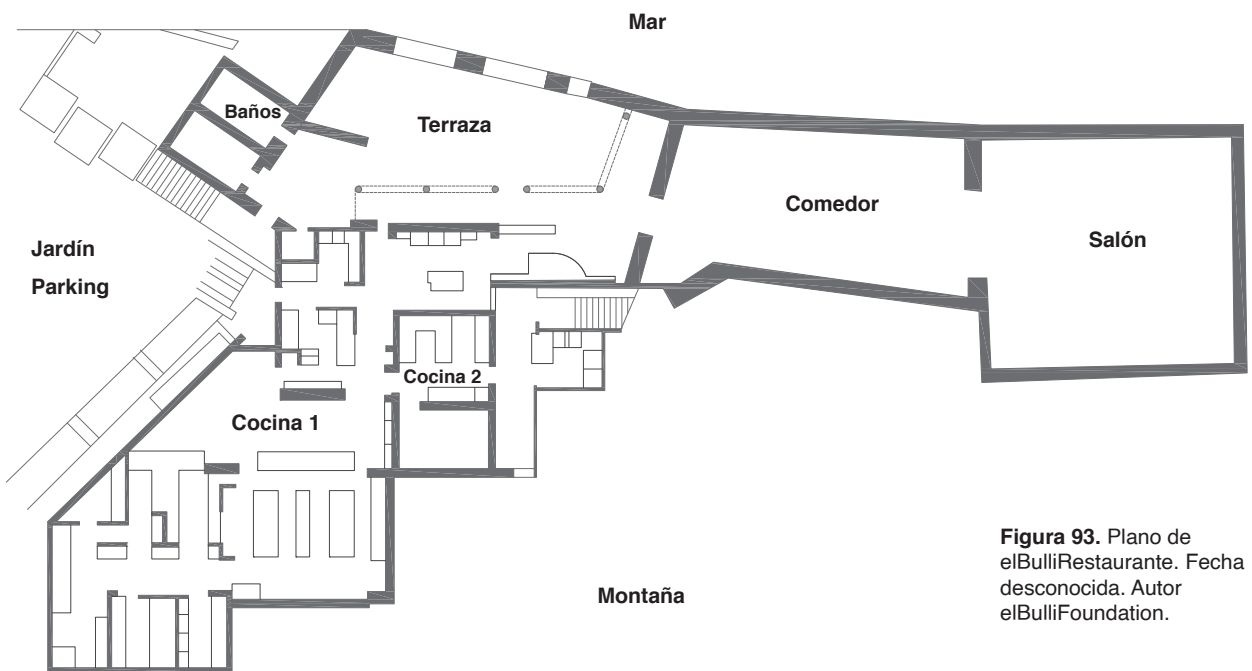 Mar
Baños
Terraza
Comedor
Salón
Jardín
Parking
Cocina 2
Cocina 1
Montaña
Figura 93. Plano de
elBulliRestaurante. Fecha
desconocida. Autor
elBulliFoundation.